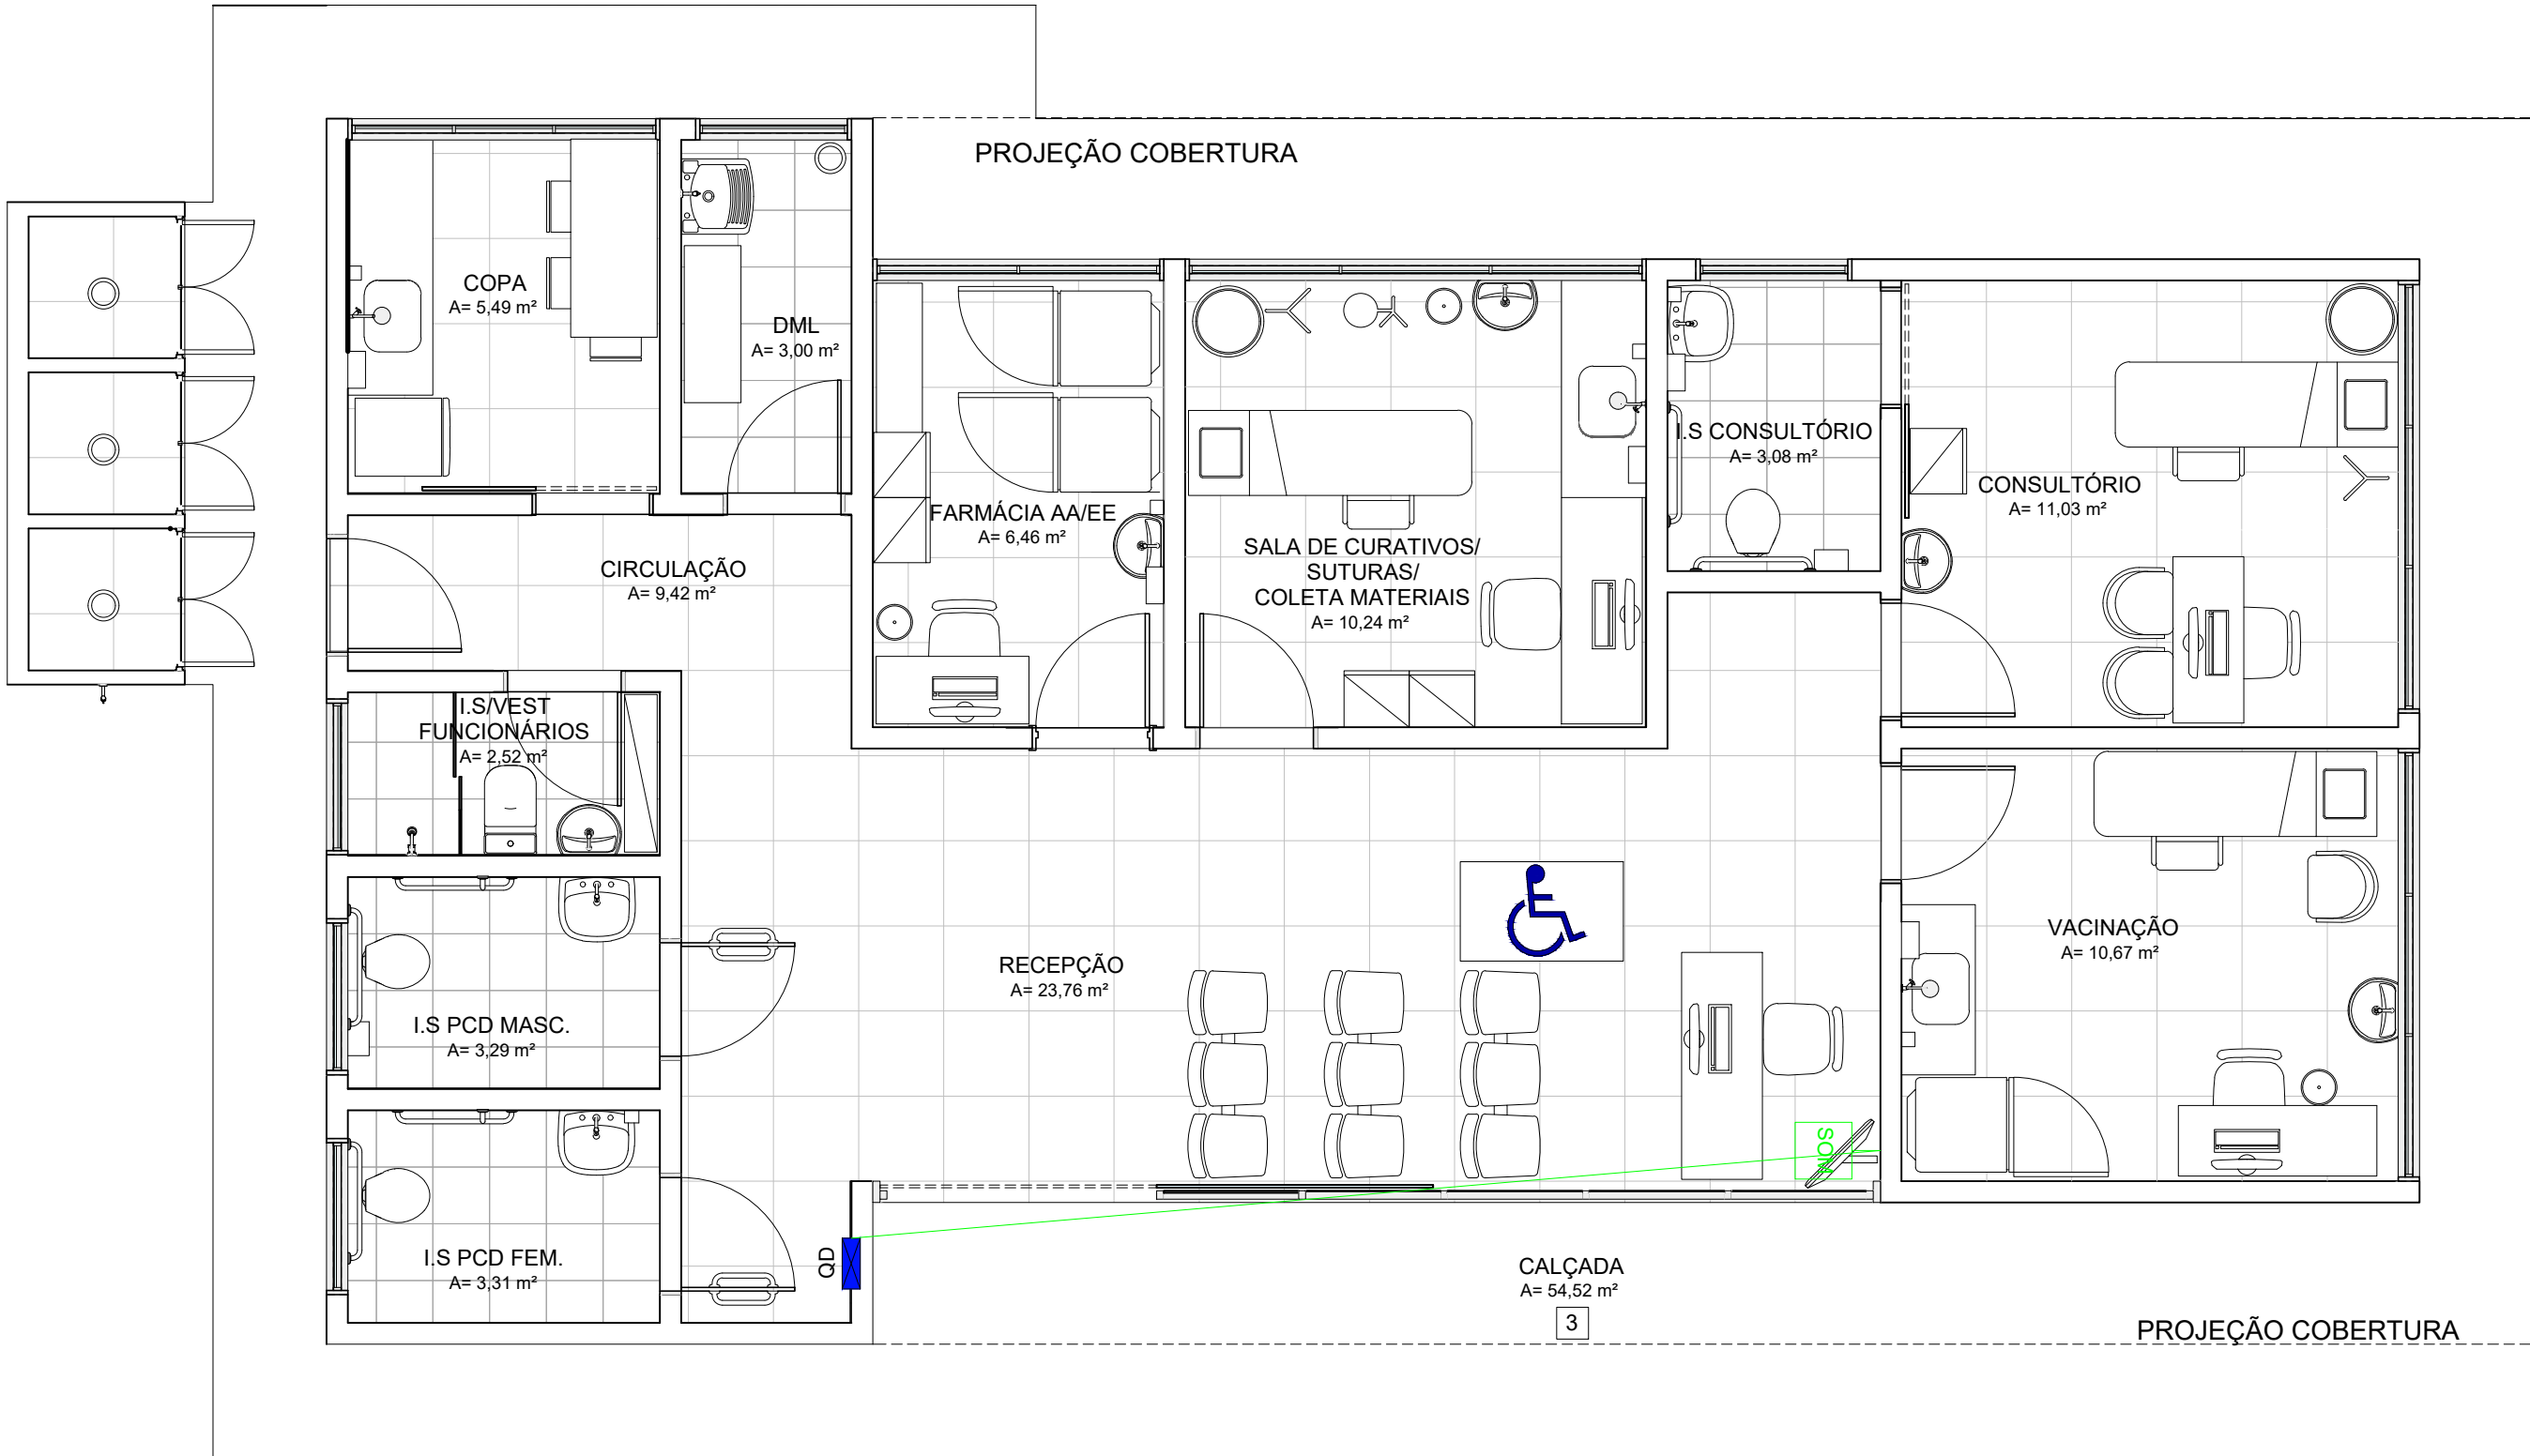 PROJEÇÃO COBERTURA
COPA
A= 5,49 m²
DML
A= 3,00 m²
I.S CONSULTÓRIO
A= 3,08 m²
CONSULTÓRIO
A= 11,03 m²
FARMÁCIA AA/EE
A= 6,46 m²
SALA DE CURATIVOS/
SUTURAS/
COLETA MATERIAIS
A= 10,24 m²
CIRCULAÇÃO
A= 9,42 m²
I.S/VEST
FUNCIONÁRIOS
A= 2,52 m²
VACINAÇÃO
A= 10,67 m²
RECEPÇÃO
A= 23,76 m²
I.S PCD MASC.
A= 3,29 m²
SOM
I.S PCD FEM.
A= 3,31 m²
QD
CALÇADA
A= 54,52 m²
3
PROJEÇÃO COBERTURA